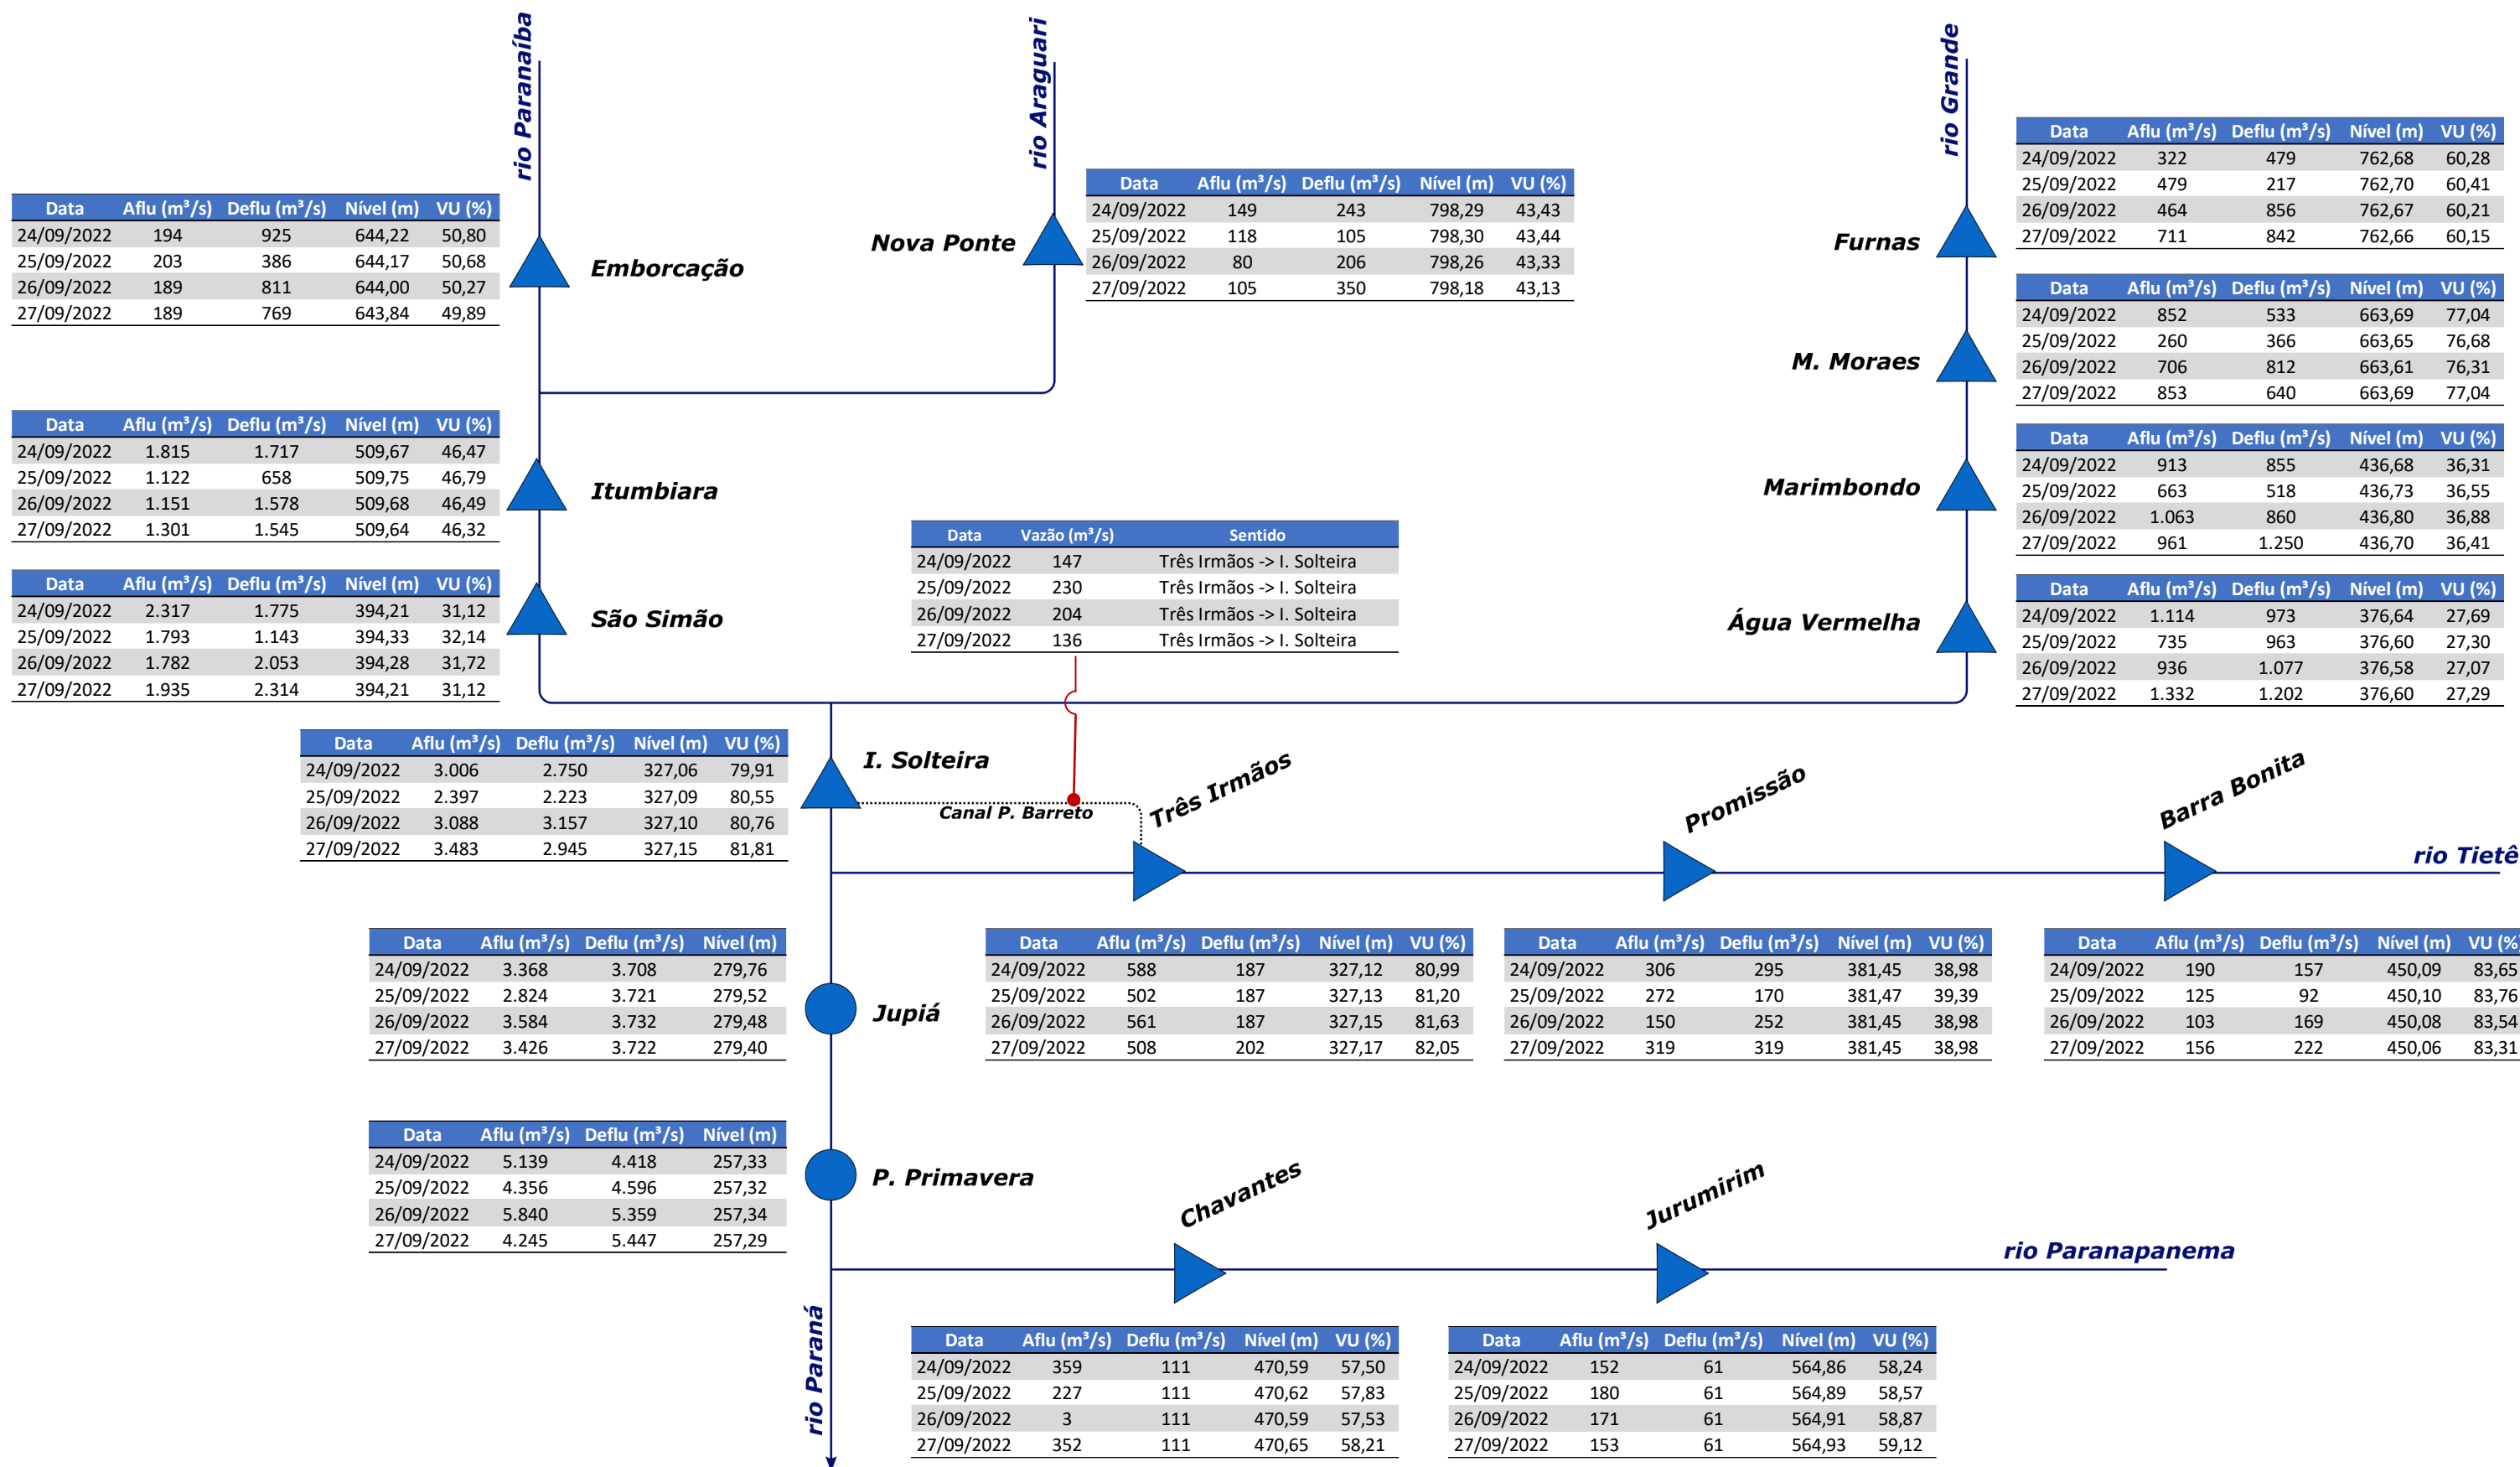 rio Paranaíba
rio Araguari
rio Grande
Data Aflu (m³/s) Deflu (m³/s) Nível (m) VU (%)
24/09/2022 194 925 644,22 50,80
25/09/2022 203 386 644,17 50,68
26/09/2022 189 811 644,00 50,27
27/09/2022 189 769 643,84 49,89
Emborcação
Nova Ponte
Data Aflu (m³/s) Deflu (m³/s) Nível (m) VU (%)
24/09/2022 149 243 798,29 43,43
25/09/2022 118 105 798,30 43,44
26/09/2022 80 206 798,26 43,33
27/09/2022 105 350 798,18 43,13
Furnas
Data Aflu (m³/s) Deflu (m³/s) Nível (m) VU (%)
24/09/2022 322 479 762,68 60,28
25/09/2022 479 217 762,70 60,41
26/09/2022 464 856 762,67 60,21
27/09/2022 711 842 762,66 60,15
M. Moraes
Data Aflu (m³/s) Deflu (m³/s) Nível (m) VU (%)
24/09/2022 852 533 663,69 77,04
25/09/2022 260 366 663,65 76,68
26/09/2022 706 812 663,61 76,31
27/09/2022 853 640 663,69 77,04
Data Aflu (m³/s) Deflu (m³/s) Nível (m) VU (%)
24/09/2022 1.815 1.717 509,67 46,47
25/09/2022 1.122 658 509,75 46,79
26/09/2022 1.151 1.578 509,68 46,49
27/09/2022 1.301 1.545 509,64 46,32
Itumbiara
Marimbondo
Data Aflu (m³/s) Deflu (m³/s) Nível (m) VU (%)
24/09/2022 913 855 436,68 36,31
25/09/2022 663 518 436,73 36,55
26/09/2022 1.063 860 436,80 36,88
27/09/2022 961 1.250 436,70 36,41
Data Aflu (m³/s) Deflu (m³/s) Nível (m) VU (%)
24/09/2022 2.317 1.775 394,21 31,12
25/09/2022 1.793 1.143 394,33 32,14
26/09/2022 1.782 2.053 394,28 31,72
27/09/2022 1.935 2.314 394,21 31,12
São Simão
Data Vazão (m³/s) Sentido
24/09/2022 147 Três Irmãos -> I. Solteira
25/09/2022 230 Três Irmãos -> I. Solteira
26/09/2022 204 Três Irmãos -> I. Solteira
27/09/2022 136 Três Irmãos -> I. Solteira
Água Vermelha
Data Aflu (m³/s) Deflu (m³/s) Nível (m) VU (%)
24/09/2022 1.114 973 376,64 27,69
25/09/2022 735 963 376,60 27,30
26/09/2022 936 1.077 376,58 27,07
27/09/2022 1.332 1.202 376,60 27,29
Data Aflu (m³/s) Deflu (m³/s) Nível (m) VU (%)
24/09/2022 3.006 2.750 327,06 79,91
25/09/2022 2.397 2.223 327,09 80,55
26/09/2022 3.088 3.157 327,10 80,76
27/09/2022 3.483 2.945 327,15 81,81
I. Solteira
Canal P. Barreto
Três Irmãos
Promissão
Barra Bonita
rio Tietê
Data Aflu (m³/s) Deflu (m³/s) Nível (m)
24/09/2022 3.368 3.708 279,76
25/09/2022 2.824 3.721 279,52
26/09/2022 3.584 3.732 279,48
27/09/2022 3.426 3.722 279,40
Jupiá
Data Aflu (m³/s) Deflu (m³/s) Nível (m) VU (%)
24/09/2022 588 187 327,12 80,99
25/09/2022 502 187 327,13 81,20
26/09/2022 561 187 327,15 81,63
27/09/2022 508 202 327,17 82,05
Data Aflu (m³/s) Deflu (m³/s) Nível (m) VU (%)
24/09/2022 306 295 381,45 38,98
25/09/2022 272 170 381,47 39,39
26/09/2022 150 252 381,45 38,98
27/09/2022 319 319 381,45 38,98
Data Aflu (m³/s) Deflu (m³/s) Nível (m) VU (%
24/09/2022 190 157 450,09 83,65
25/09/2022 125 92 450,10 83,76
26/09/2022 103 169 450,08 83,54
27/09/2022 156 222 450,06 83,31
Data Aflu (m³/s) Deflu (m³/s) Nível (m)
24/09/2022 5.139 4.418 257,33
25/09/2022 4.356 4.596 257,32
26/09/2022 5.840 5.359 257,34
27/09/2022 4.245 5.447 257,29
P. Primavera
Chavantes
Jurumirim
rio Paranapanema
rio Paraná
Data Aflu (m³/s) Deflu (m³/s) Nível (m) VU (%)
24/09/2022 359 111 470,59 57,50
25/09/2022 227 111 470,62 57,83
26/09/2022 3 111 470,59 57,53
27/09/2022 352 111 470,65 58,21
Data Aflu (m³/s) Deflu (m³/s) Nível (m) VU (%)
24/09/2022 152 61 564,86 58,24
25/09/2022 180 61 564,89 58,57
26/09/2022 171 61 564,91 58,87
27/09/2022 153 61 564,93 59,12